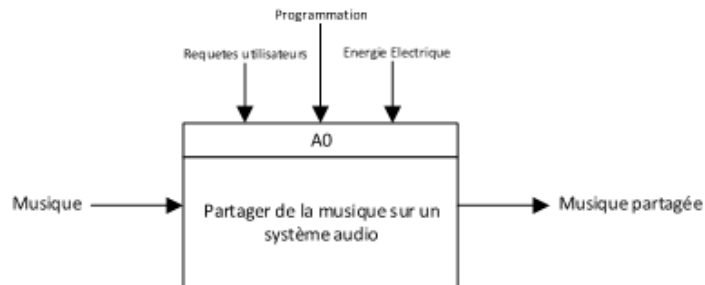 Programmation
Requetes utilisateurs
Energie Electrique
A0
Musique
Partager de la musique sur un
système audio
Musique partagée